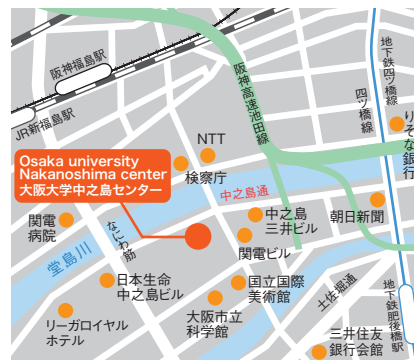 阪神福島駅
JR新福島駅
阪神高速池田線
地下鉄四ツ橋線
四ツ橋線
りそな銀行
NTT
検察庁
Osaka university
Nakanoshima center
大阪大学中之島センター
中之島通
朝日新聞
中之島
三井ビル
関電
病院
なにわ筋
関電ビル
堂島川
日本生命
中之島ビル
国立国際
美術館
土佐堀通
大阪市立
科学館
リーガロイヤル
ホテル
地下鉄肥後橋駅
三井住友
銀行会館